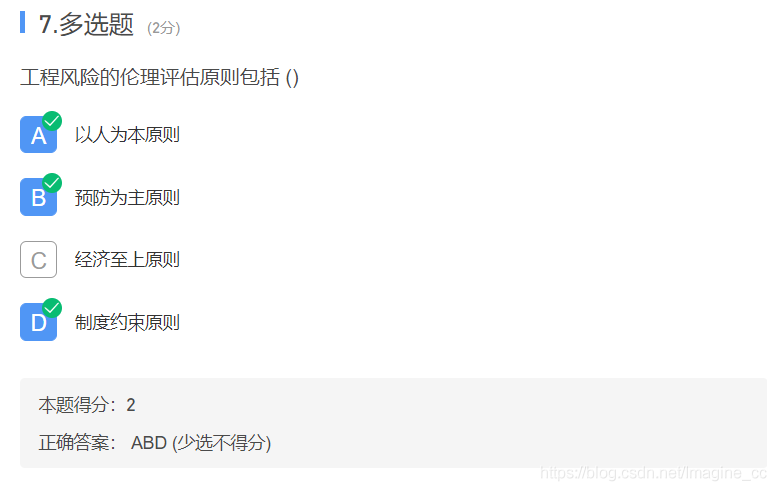 7.多选题 (2分)
工程风险的伦理评估原则包括 ()
A 以人为本原则
B 预防为主原则
C 经济至上原则
D 制度约束原则
本题得分：2
正确答案： ABD (少选不得分)
https://blog.csdn.net/Imagine_cc